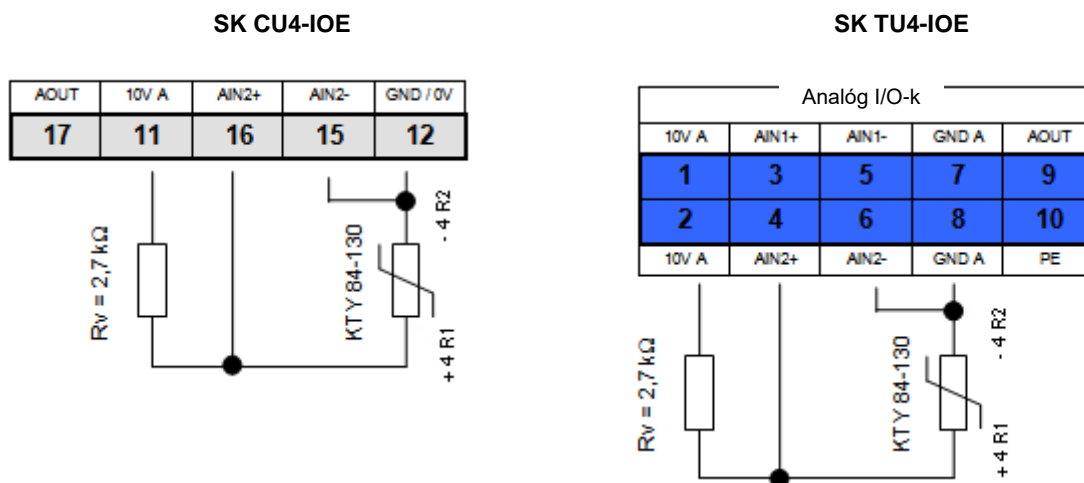 SK CU4-IOE
SK TU4-IOE
AOUT 10V A AIN2+ AIN2- GND / 0V
17 11 16 15 12
Rv = 2,7 kΩ
KTY 84-130
- 4 R2
+ 4 R1
Analóg I/O-k
10V A AIN1+ AIN1- GND A AOUT
1 3 5 7 9
2 4 6 8 10
10V A AIN2+ AIN2- GND A PE
Rv = 2,7 kΩ
KTY 84-130
- 4 R2
+ 4 R1